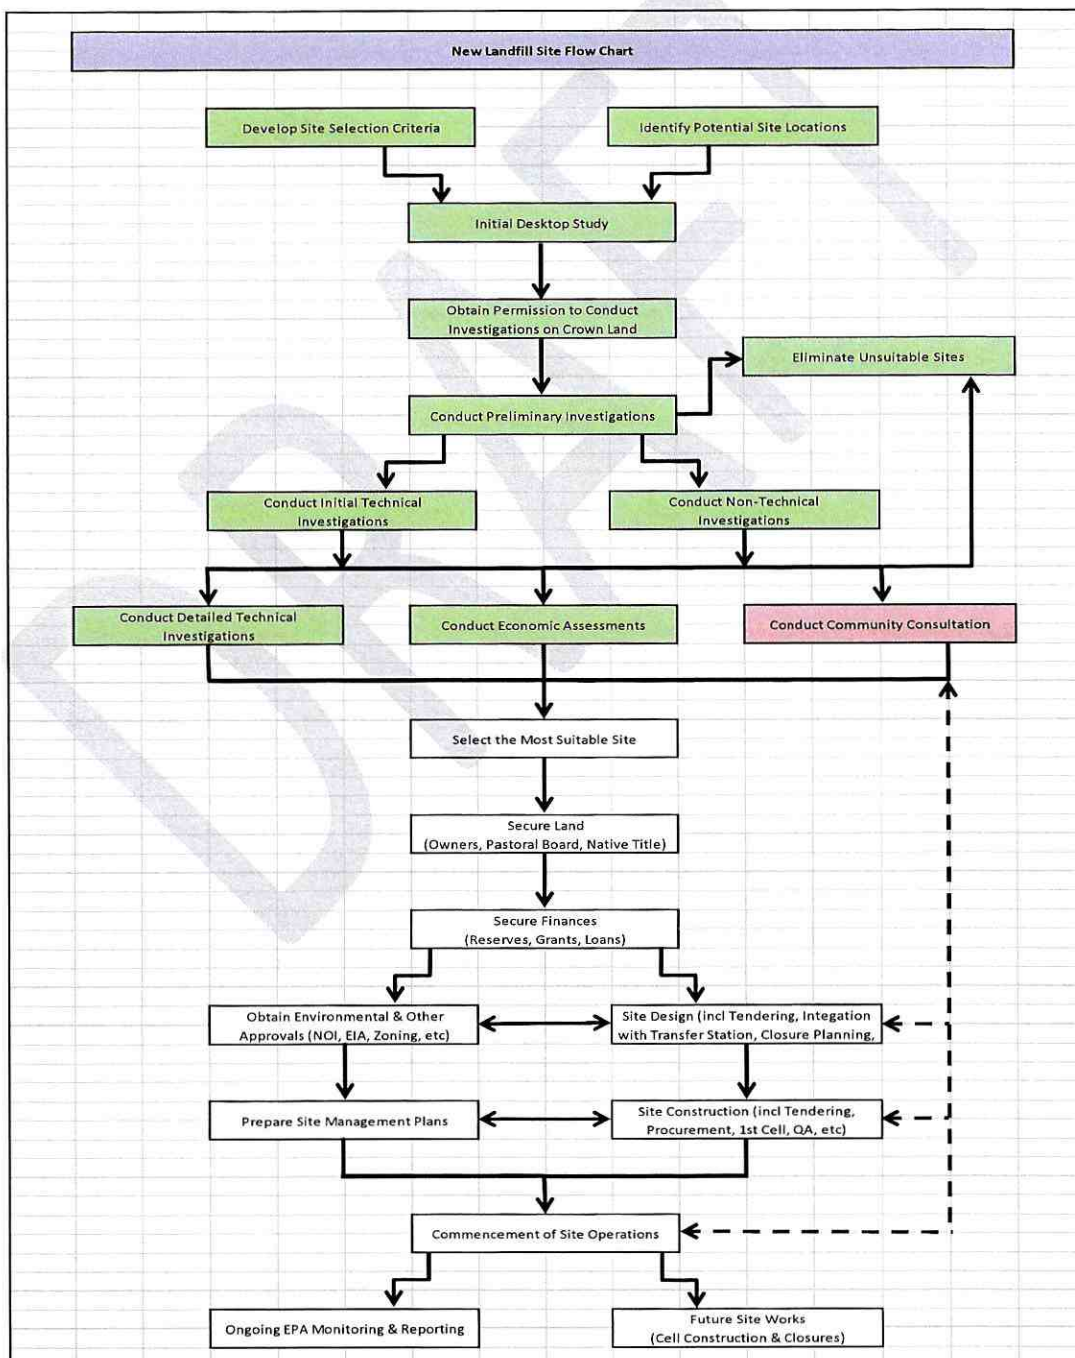 New Landfill Site Flow Chart
Develop Site Selection Criteria
Identify Potential Site Locations
Initial Desktop Study
Obtain Permission to Conduct
Investigations on Crown Land
Eliminate Unsuitable Sites
Conduct Preliminary Investigations
Conduct Initial Technical
Investigations
Conduct Non-Technical
Investigations
Conduct Detailed Technical
Investigations
Conduct Economic Assessments
Conduct Community Consultation
Select the Most Suitable Site
Secure Land
(Owners, Pastoral Board, Native Title)
Secure Finances
(Reserves, Grants, Loans)
Obtain Environmental & Other
Approvals (NOI, EIA, Zoning, etc)
Site Design (incl Tendering, Integation
with Transfer Station, Closure Planning,
Prepare Site Management Plans
Site Construction (incl Tendering,
Procurement, 1st Cell, QA, etc)
Commencement of Site Operations
Ongoing EPA Monitoring & Reporting
Future Site Works
(Cell Construction & Closures)
DRAFT